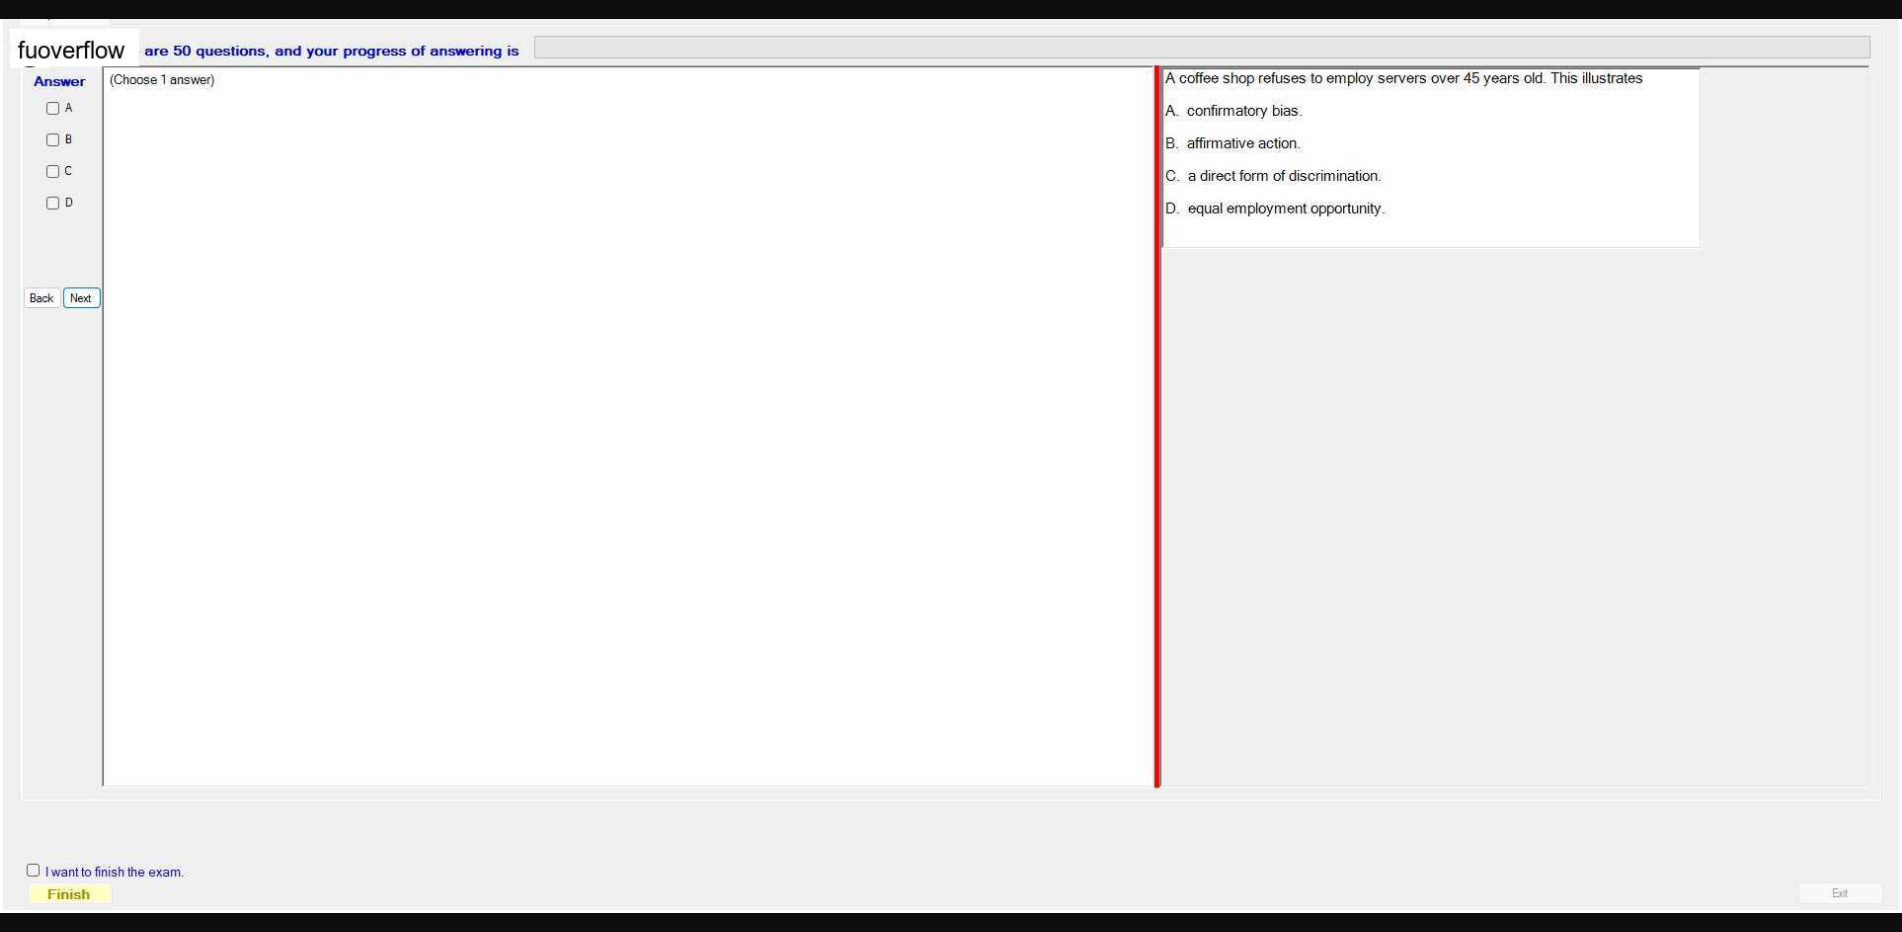 fuoverflow are 50 questions, and your progress of answering is
Answer
A
B
C
D
Back Next
(Choose 1 answer)
A coffee shop refuses to employ servers over 45 years old. This illustrates
A. confirmatory bias.
B. affirmative action.
C. a direct form of discrimination.
D. equal employment opportunity.
I want to finish the exam.
Finish
Exit